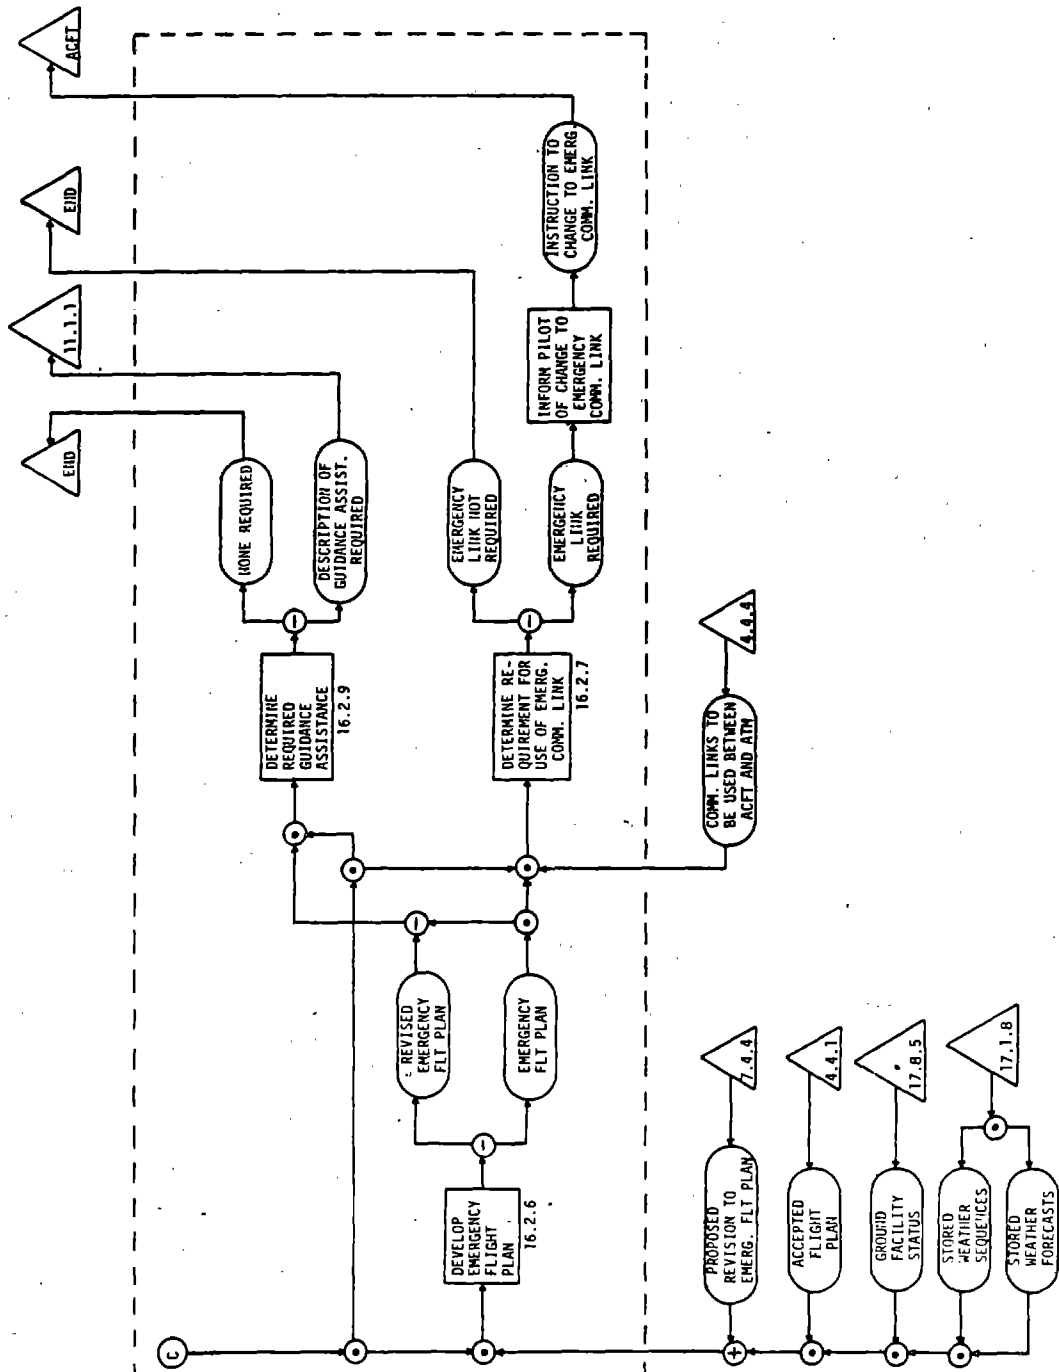 ACFT
END
11.1.1
END
INSTRUCTION TO
CHANGE TO EMERG.
COMM. LINK
INFORM PILOT
OF CHANGE TO
EMERGENCY
COMM. LINK
NONE REQUIRED
DESCRIPTION OF
GUIDANCE ASSIST.
REQUIRED
EMERGENCY
LINK NOT
REQUIRED
EMERGENCY
LINK
REQUIRED
DETERMINE
REQUIRED
GUIDANCE
ASSISTANCE
16.2.9
DETERMINE RE-
QUIREMENT FOR
USE OF EMERG.
COMM. LINK
16.2.7
4.4.4
COMM. LINKS TO
BE USED BETWEEN
ACFT AND ATM
REVISED
EMERGENCY
FLT PLAN
EMERGENCY
FLT PLAN
DEVELOP
EMERGENCY
FLIGHT
PLAN
16.2.6
C
7.4.4
4.4.1
17.8.5
17.1.8
PROPOSED
REVISION TO
EMERG. FLT PLAN
ACCEPTED
FLIGHT
PLAN
GROUND
FACILITY
STATUS
STORED
WEATHER
SEQUENCES
STORED
WEATHER
FORECASTS